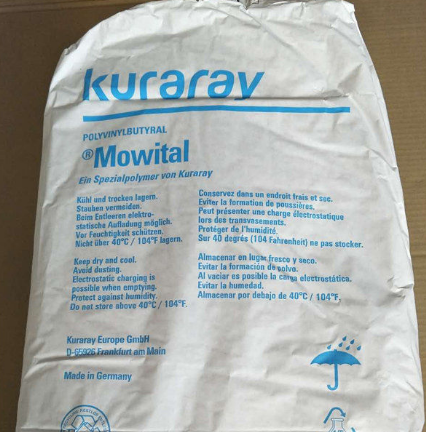 kuraray
POLYVINYLBUTYRAL
®Mowital
Ein Spezialpolymer von Kuraray
Kühl und trocken lagern.
Stauben vermeiden.
Beim Entleeren elektro-
statische Aufladung möglich.
Vor Feuchtigkeit schützen.
Nicht über 40°C / 104°F lagern.
Conservez dans un endroit frais et sec.
Eviter la formation de poussières.
Peut présenter une charge électrostatique
lors des transvasements.
Protéger de l'humidité.
Sur 40 degrés (104 Fahrenheit) ne pas stocker.
Keep dry and cool.
Avoid dusting.
Electrostatic charging is
possible when emptying.
Protect against humidity.
Do not store above 40°C / 104°F.
Almacenar en lugar fresco y seco.
Evitar la formación de polvo.
Al vaciar es posible la carga electrostática.
Evitar la humedad.
Almacenar por debajo de 40°C / 104°F.
Kuraray Europe GmbH
D-65926 Frankfurt am Main
Made in Germany